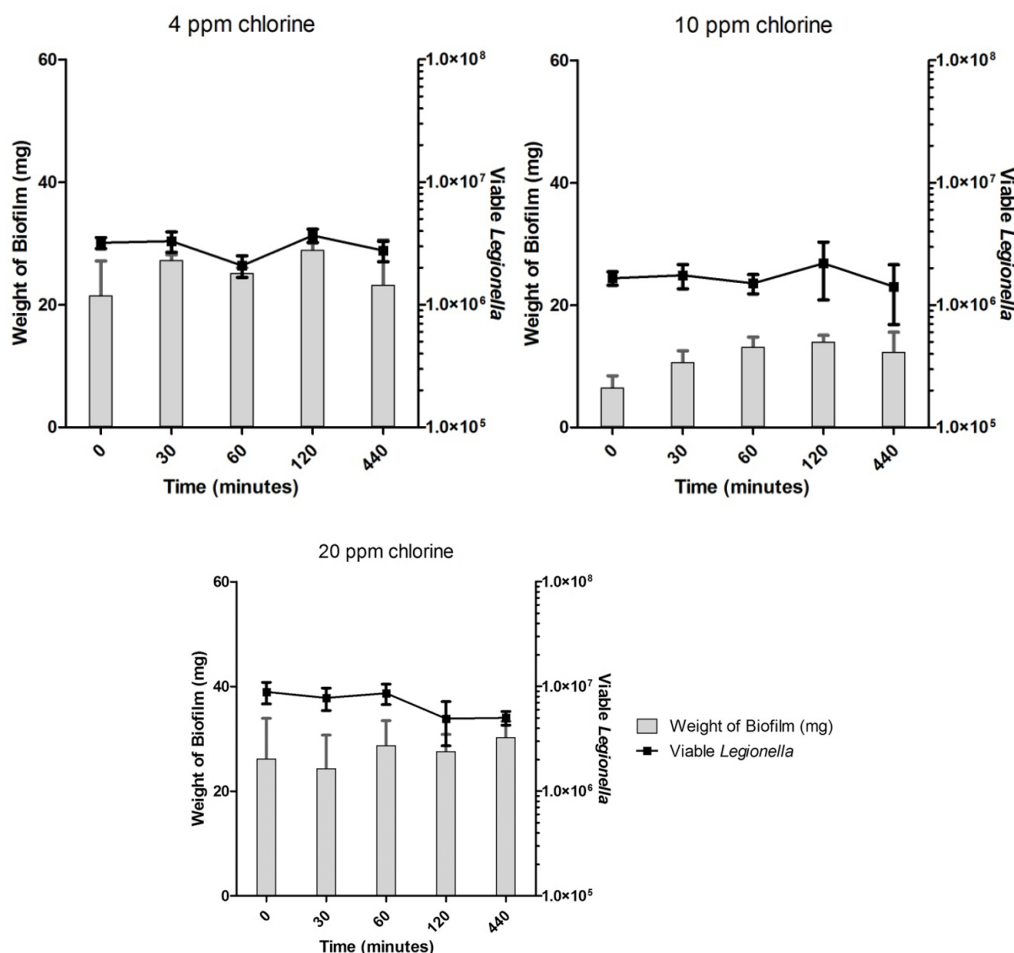 4 ppm chlorine
60
40
20
0
Weight of Biofilm (mg)
1.0×10⁸
1.0×10⁷
1.0×10⁶
1.0×10⁵
Viable Legionella
0
30
60
120
440
Time (minutes)
10 ppm chlorine
60
40
20
0
Weight of Biofilm (mg)
1.0×10⁸
1.0×10⁷
1.0×10⁶
1.0×10⁵
Viable Legionella
0
30
60
120
440
Time (minutes)
20 ppm chlorine
60
40
20
0
Weight of Biofilm (mg)
1.0×10⁸
1.0×10⁷
1.0×10⁶
1.0×10⁵
Viable Legionella
0
30
60
120
440
Time (minutes)
Weight of Biofilm (mg)
Viable Legionella